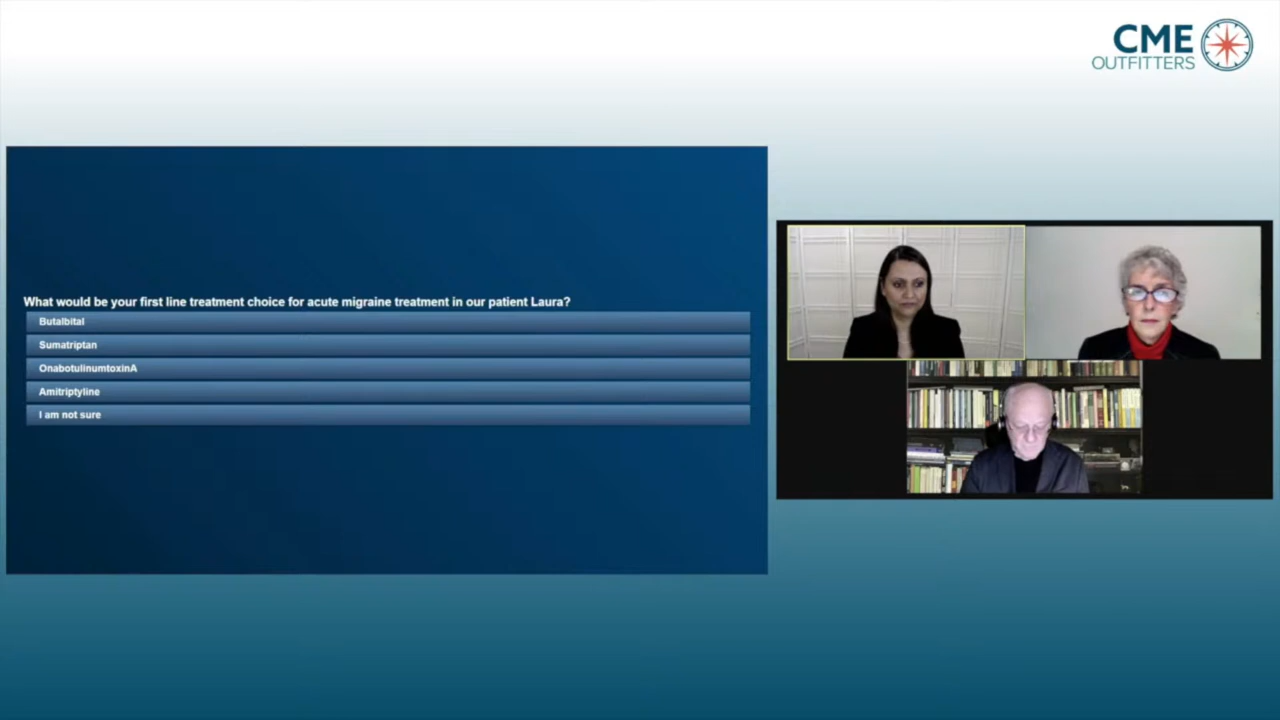 CME
OUTFITTERS
What would be your first line treatment choice for acute migraine treatment in our patient Laura?
Butalbital
Sumatriptan
OnabotulinumtoxinA
Amitriptyline
I am not sure